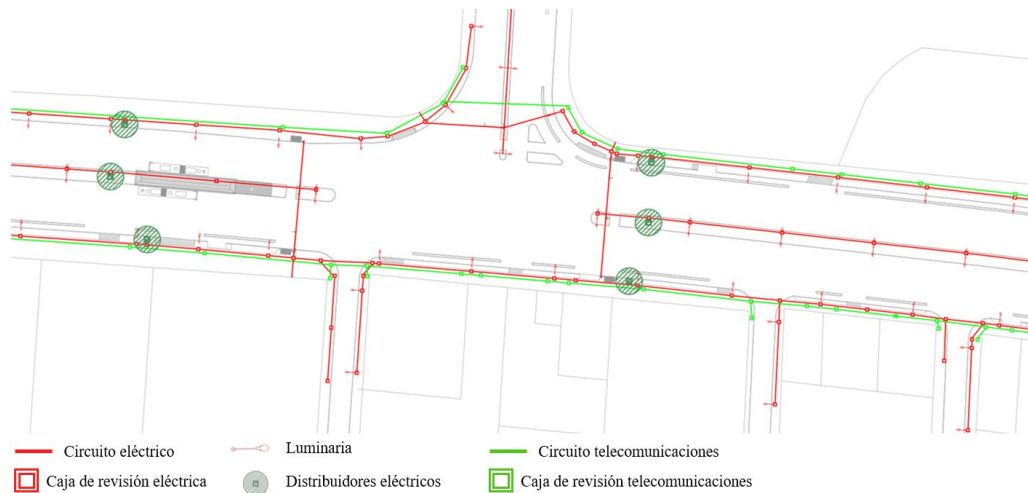 Circuito eléctrico
Luminaria
Circuito telecomunicaciones
Caja de revisión eléctrica
Distribuidores eléctricos
Caja de revisión telecomunicaciones